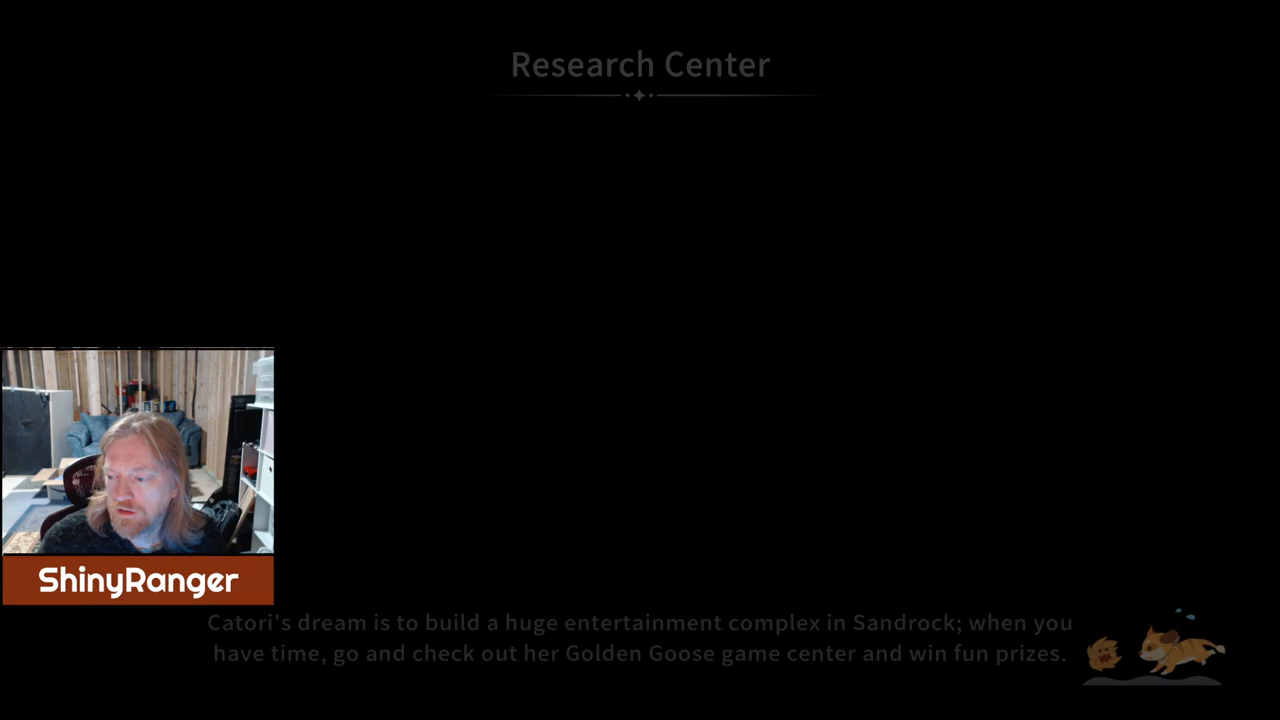 Research Center
ShinyRanger
Catori's dream is to build a huge entertainment complex in Sandrock; when you
have time, go and check out her Golden Goose game center and win fun prizes.